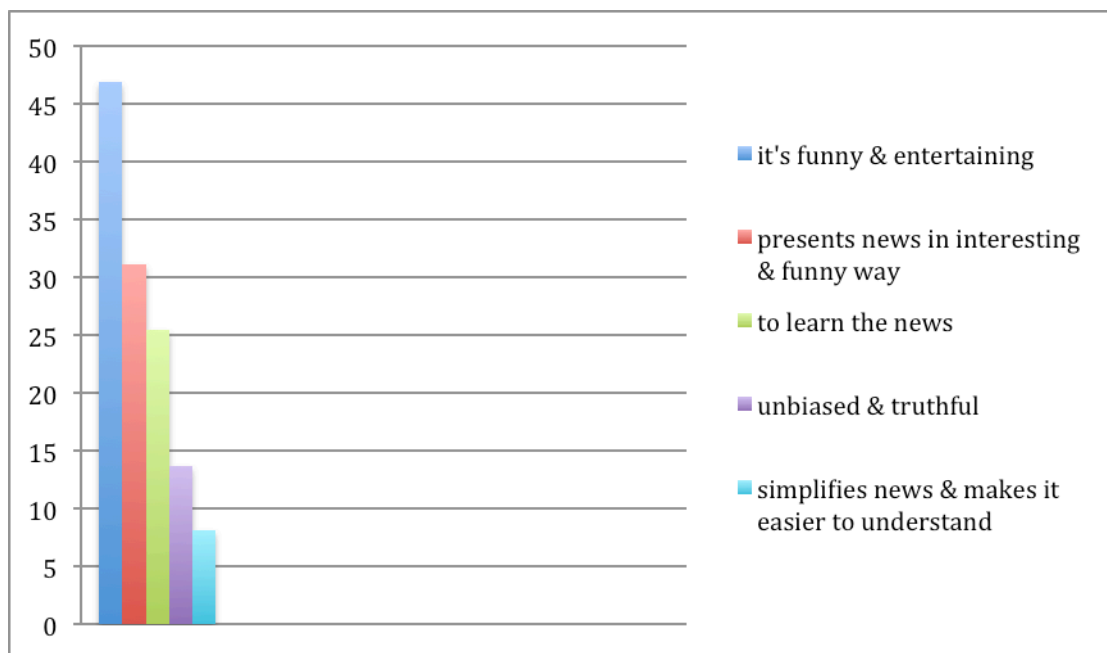 50
45
40
35
30
25
20
15
10
5
0
it's funny & entertaining
presents news in interesting
& funny way
to learn the news
unbiased & truthful
simplifies news & makes it
easier to understand